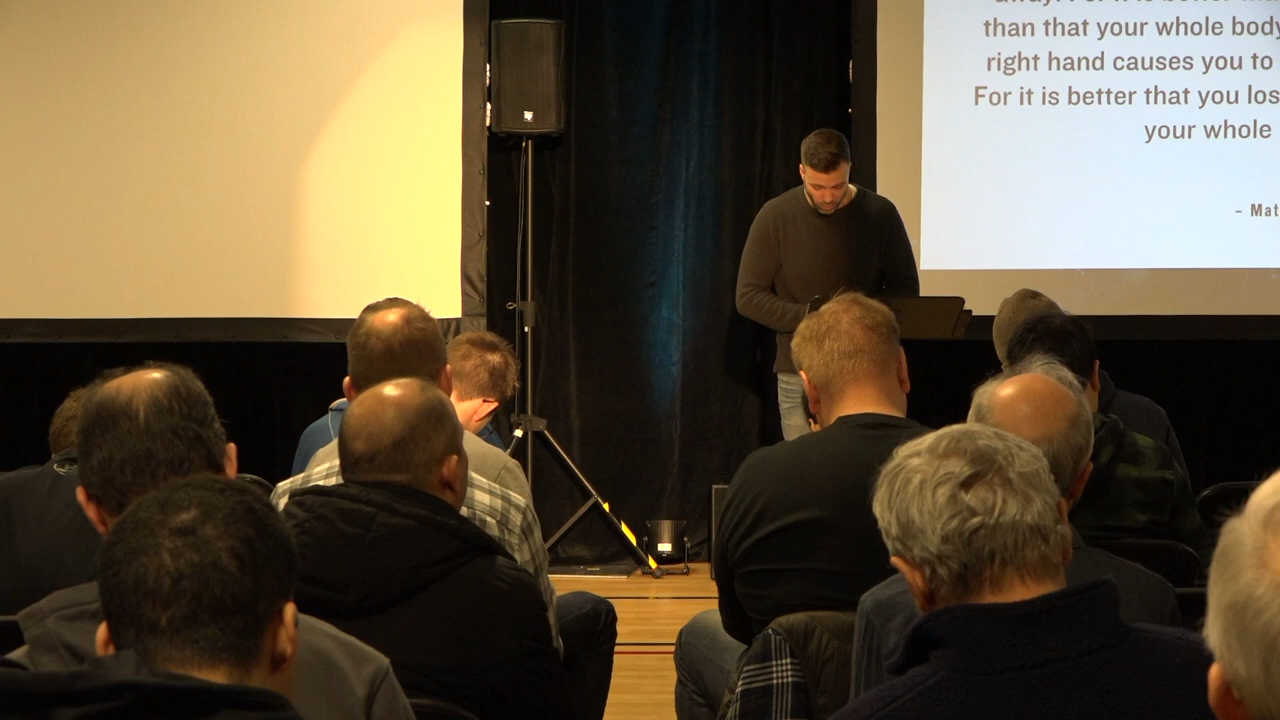 than that your whole body
right hand causes you to
For it is better that you los
your whole
- Mat